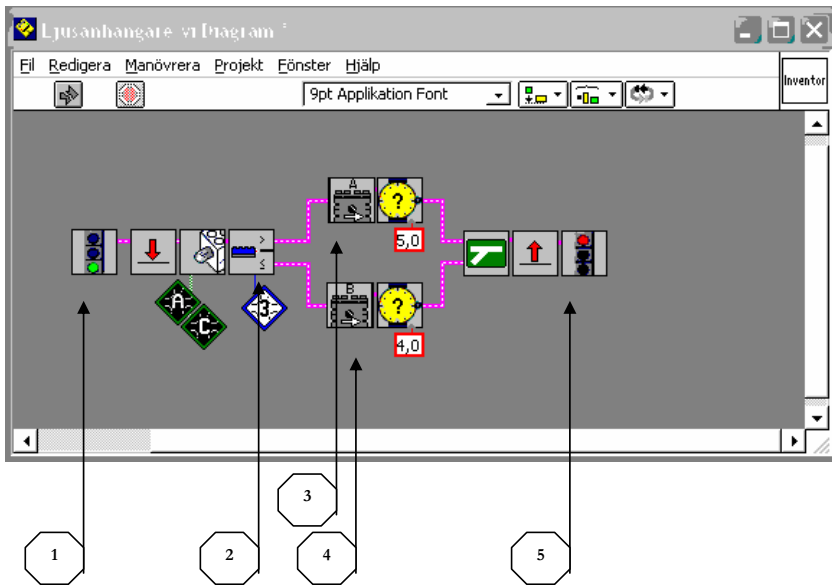 Ljusanhangare vi Diagram *
Fil Redigera Manövrera Projekt Fönster Hjälp
9pt Applikation Font
Inventor
A
?
5,0
>
≤
A
C
3
B
?
4,0
3
1
2
4
5